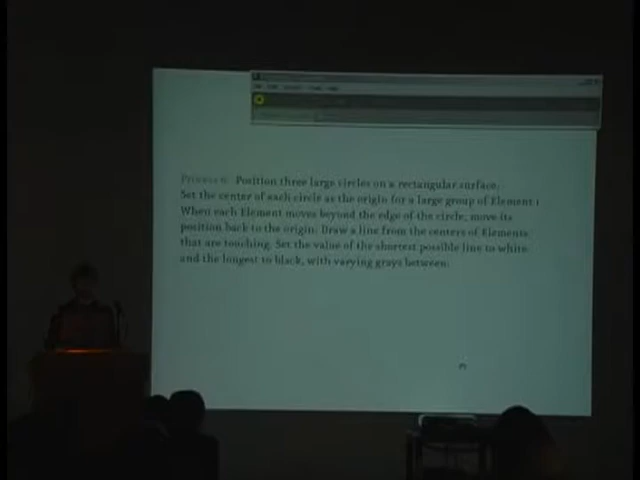 Process 6. Position three large circles on a rectangular surface.
Set the center of each circle as the origin for a large group of Element 1
When each Element moves beyond the edge of the circle, move its
position back to the origin. Draw a line from the centers of Elements
that are touching. Set the value of the shortest possible line to white
and the longest to black, with varying grays between.